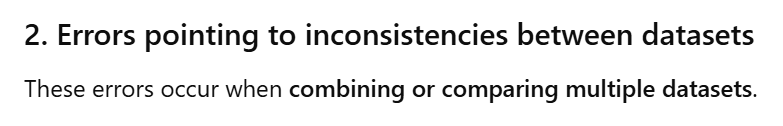 2. Errors pointing to inconsistencies between datasets
These errors occur when combining or comparing multiple datasets.